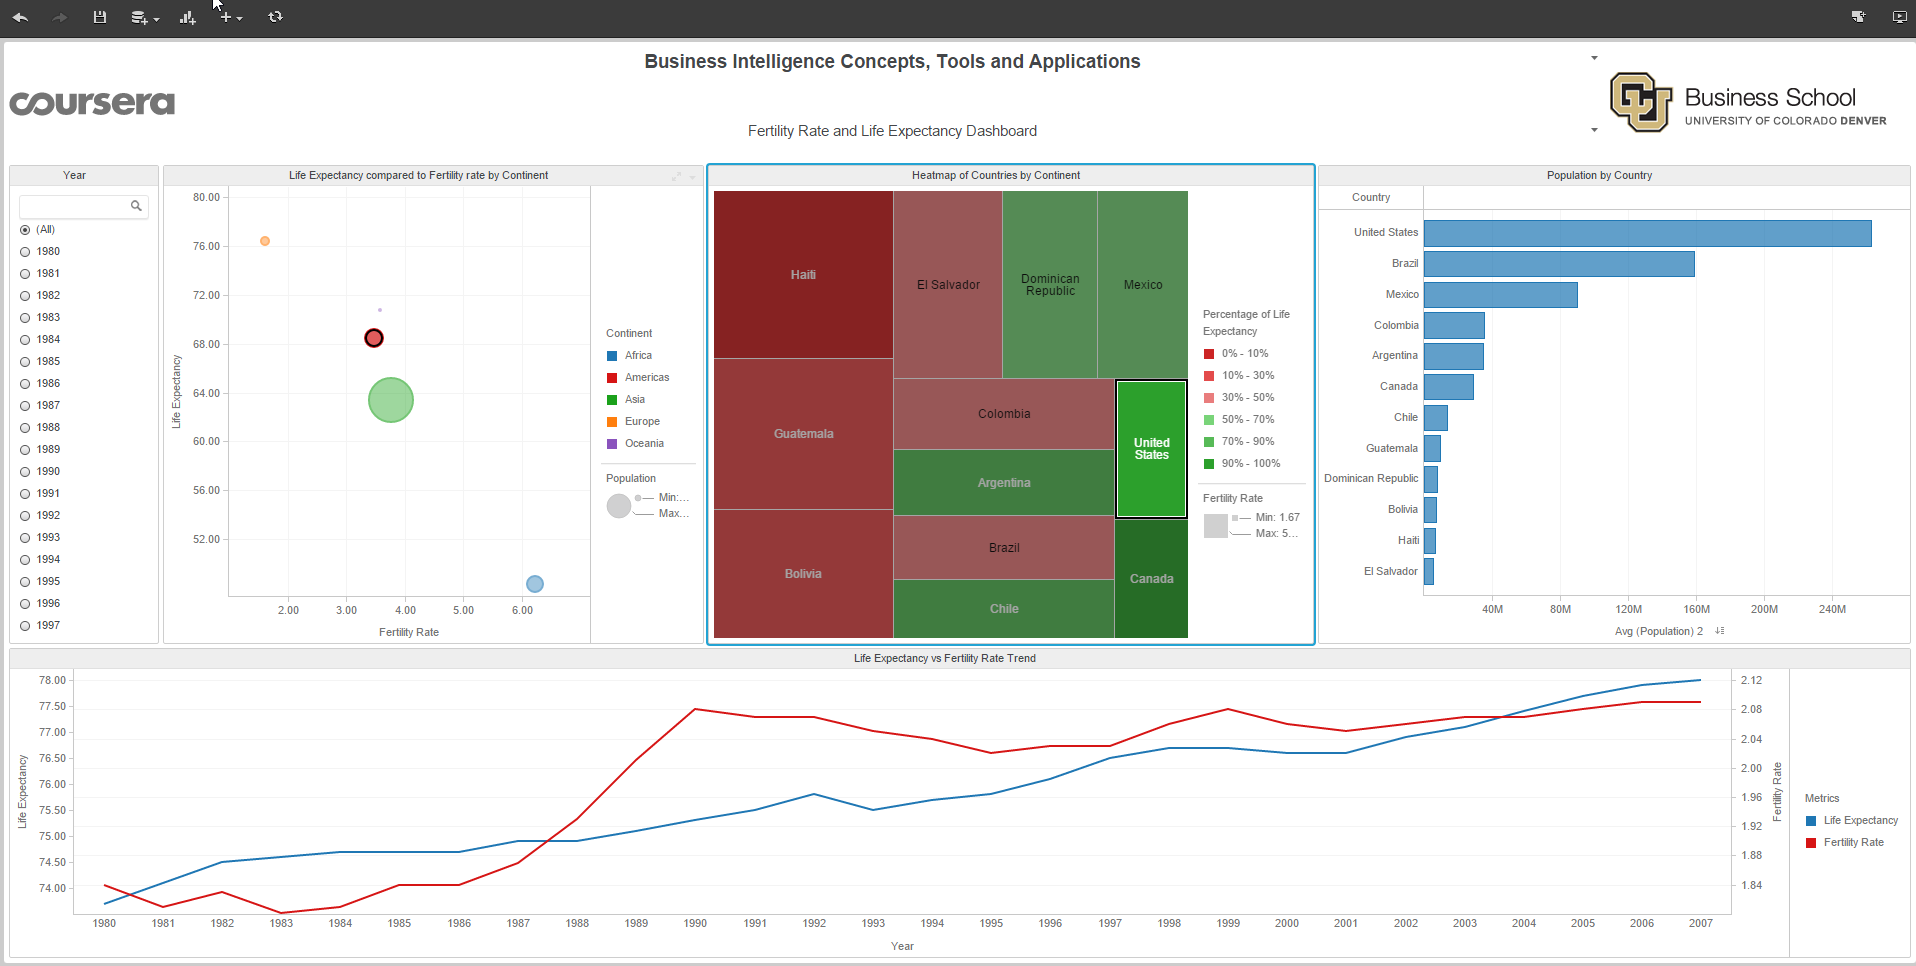 Business Intelligence Concepts, Tools and Applications
coursera
Business School
UNIVERSITY OF COLORADO DENVER
Fertility Rate and Life Expectancy Dashboard
Year
(All)
1980
1981
1982
1983
1984
1985
1986
1987
1988
1989
1990
1991
1992
1993
1994
1995
1996
1997
Life Expectancy compared to Fertility rate by Continent
80.00
76.00
72.00
68.00
64.00
60.00
56.00
52.00
Life Expectancy
2.00 3.00 4.00 5.00 6.00
Fertility Rate
Continent
Africa
Americas
Asia
Europe
Oceania
Population
Min:...
Max...
Heatmap of Countries by Continent
Haiti
El Salvador
Dominican
Republic
Mexico
Guatemala
Colombia
United
States
Argentina
Bolivia
Brazil
Canada
Chile
Percentage of Life
Expectancy
0% - 10%
10% - 30%
30% - 50%
50% - 70%
70% - 90%
90% - 100%
Fertility Rate
Min: 1.67
Max: 5...
Population by Country
Country
United States
Brazil
Mexico
Colombia
Argentina
Canada
Chile
Guatemala
Dominican Republic
Bolivia
Haiti
El Salvador
40M 80M 120M 160M 200M 240M
Avg (Population) 2
Life Expectancy vs Fertility Rate Trend
78.00
77.50
77.00
76.50
76.00
75.50
75.00
74.50
74.00
Life Expectancy
2.12
2.08
2.04
2.00
1.96
1.92
1.88
1.84
Fertility Rate
1980 1981 1982 1983 1984 1985 1986 1987 1988 1989 1990 1991 1992 1993 1994 1995 1996 1997 1998 1999 2000 2001 2002 2003 2004 2005 2006 2007
Year
Metrics
Life Expectancy
Fertility Rate